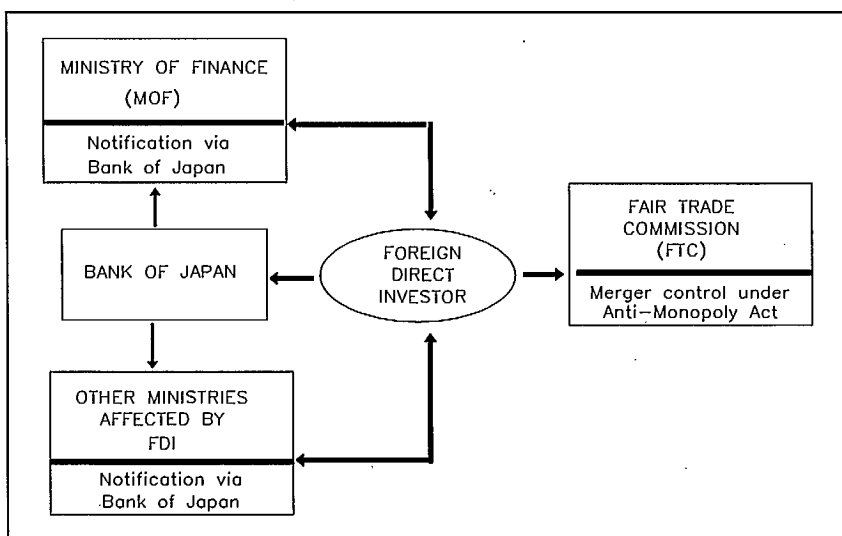 MINISTRY OF FINANCE
(MOF)
Notification via
Bank of Japan
BANK OF JAPAN
OTHER MINISTRIES
AFFECTED BY
FDI
Notification via
Bank of Japan
FOREIGN
DIRECT
INVESTOR
FAIR TRADE
COMMISSION
(FTC)
Merger control under
Anti-Monopoly Act